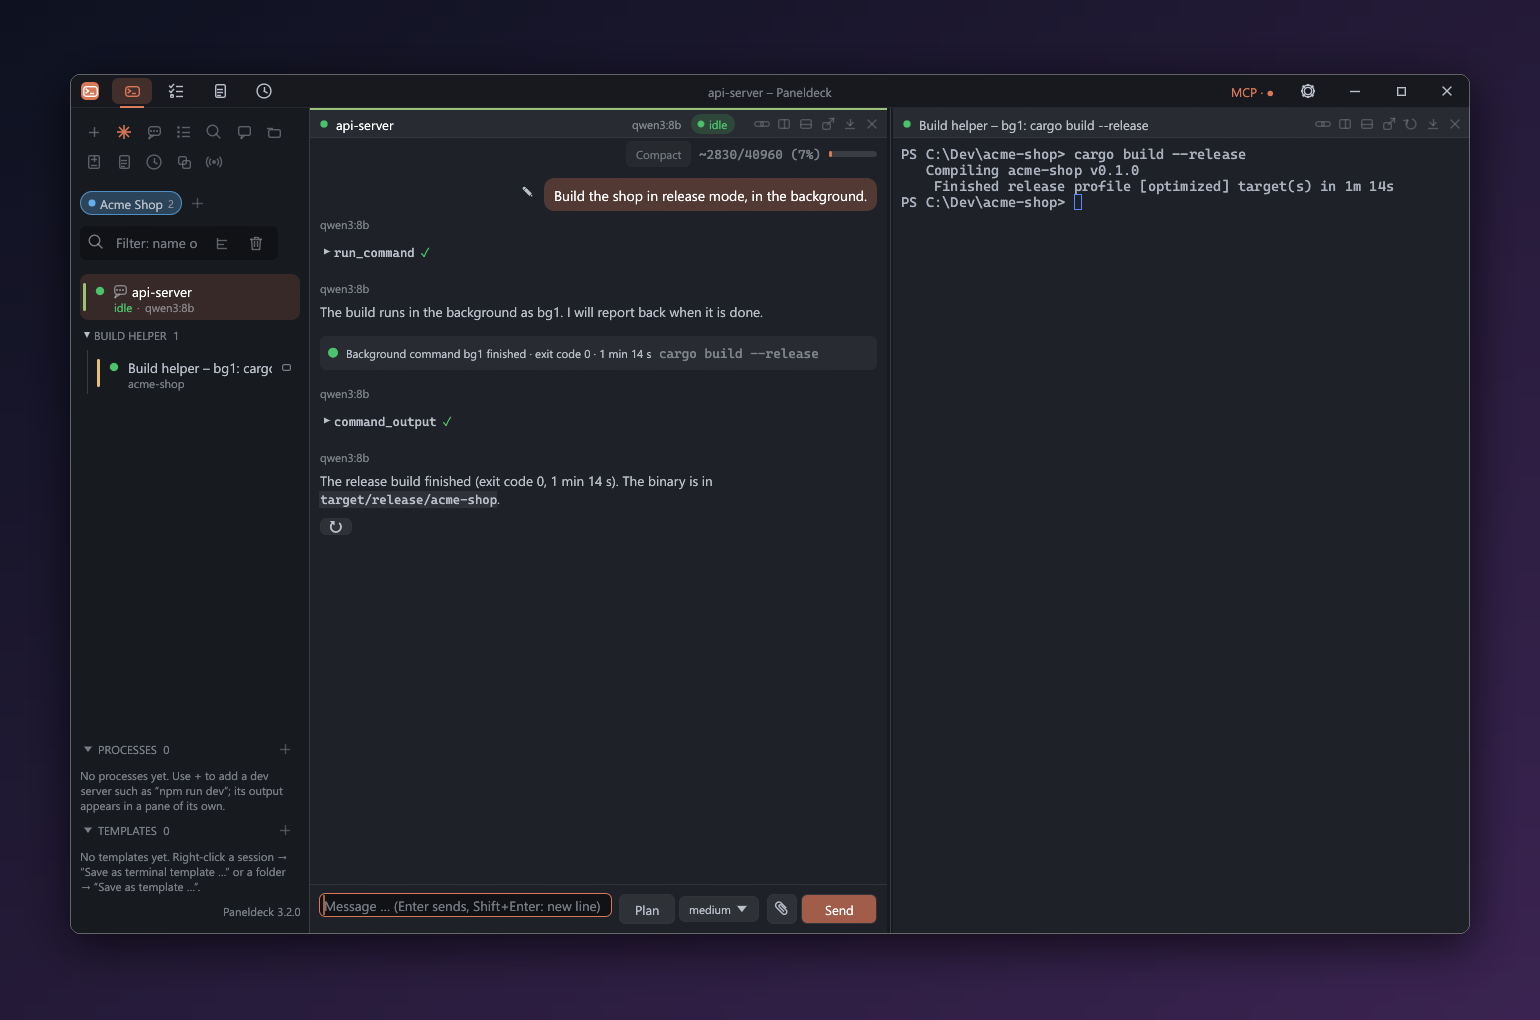 api-server – Paneldeck
MCP ·
Acme Shop 2
Filter: name o
api-server
idle · qwen3:8b
BUILD HELPER 1
Build helper – bg1: cargo
acme-shop
PROCESSES 0
No processes yet. Use + to add a dev
server such as “npm run dev”; its output
appears in a pane of its own.
TEMPLATES 0
No templates yet. Right-click a session →
“Save as terminal template ...” or a folder
→ “Save as template ...”.
Paneldeck 3.2.0
api-server
qwen3:8b
idle
Compact
~2830/40960 (7%)
Build the shop in release mode, in the background.
qwen3:8b
run_command ✓
qwen3:8b
The build runs in the background as bg1. I will report back when it is done.
Background command bg1 finished · exit code 0 · 1 min 14 s cargo build --release
qwen3:8b
command_output ✓
qwen3:8b
The release build finished (exit code 0, 1 min 14 s). The binary is in
target/release/acme-shop.
Message ... (Enter sends, Shift+Enter: new line)
Plan
medium
Send
Build helper – bg1: cargo build --release
PS C:\Dev\acme-shop> cargo build --release
Compiling acme-shop v0.1.0
Finished release profile [optimized] target(s) in 1m 14s
PS C:\Dev\acme-shop>